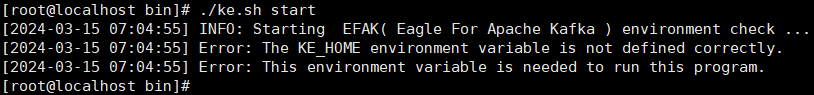 [root@localhost bin]# ./ke.sh start
[2024-03-15 07:04:55] INFO: Starting  EFAK( Eagle For Apache Kafka ) environment check ...
[2024-03-15 07:04:55] Error: The KE_HOME environment variable is not defined correctly.
[2024-03-15 07:04:55] Error: This environment variable is needed to run this program.
[root@localhost bin]#